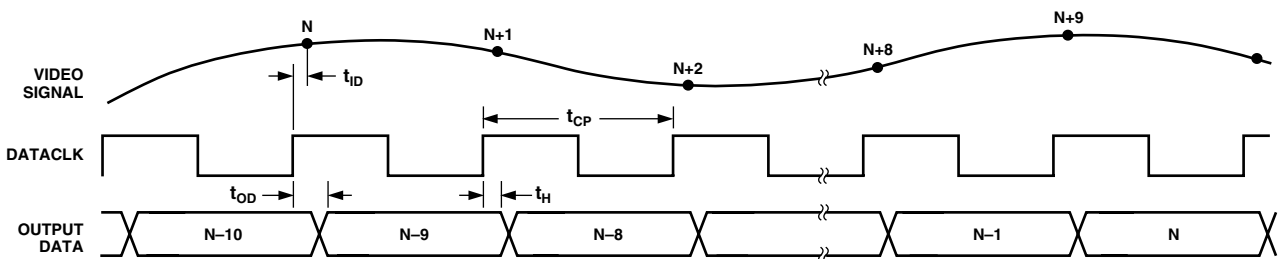 N
N+1
N+2
N+8
N+9
VIDEO
SIGNAL
tID
tCP
DATACLK
tOD
tH
OUTPUT
DATA
N–10
N–9
N–8
N–1
N